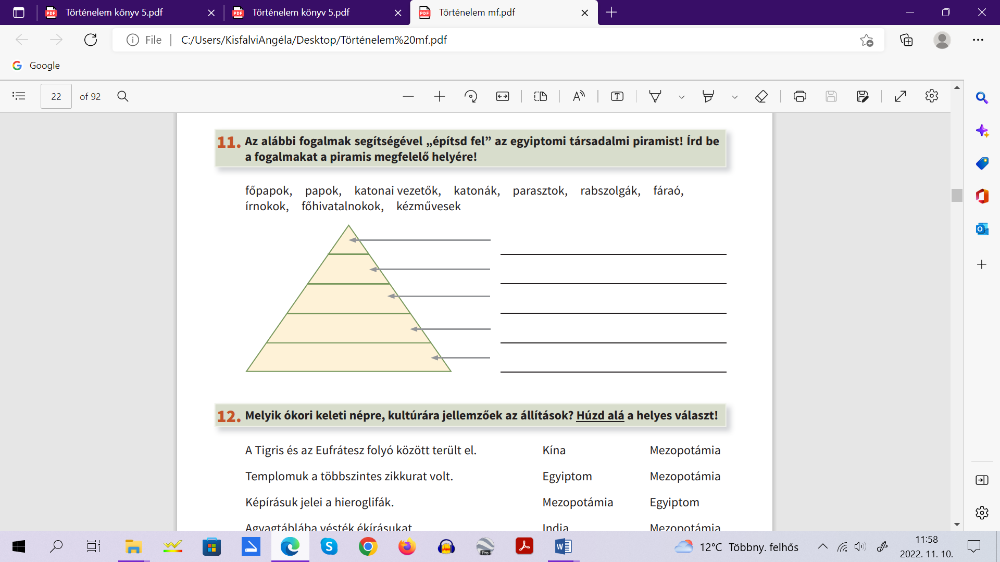 Történelem könyv 5.pdf
Történelem könyv 5.pdf
Történelem mf.pdf
File
C:/Users/KisfalviAngéla/Desktop/Történelem%20mf.pdf
Google
22 of 92
11. Az alábbi fogalmak segítségével „építsd fel” az egyiptomi társadalmi piramist! Írd be
a fogalmakat a piramis megfelelő helyére!
főpapok, papok, katonai vezetők, katonák, parasztok, rabszolgák, fáraó,
írnokok, főhivatalnokok, kézművesek
12. Melyik ókori keleti népre, kultúrára jellemzőek az állítások? Húzd alá a helyes választ!
A Tigris és az Eufrátesz folyó között terült el. Kína Mezopotámia
Templomuk a többszintes zikkurat volt. Egyiptom Mezopotámia
Képírásuk jelei a hieroglifák. Mezopotámia Egyiptom
Agyagtáblába vésték ékírásukat. India Mezopotámia
12°C Többny. felhős
11:58
2022. 11. 10.